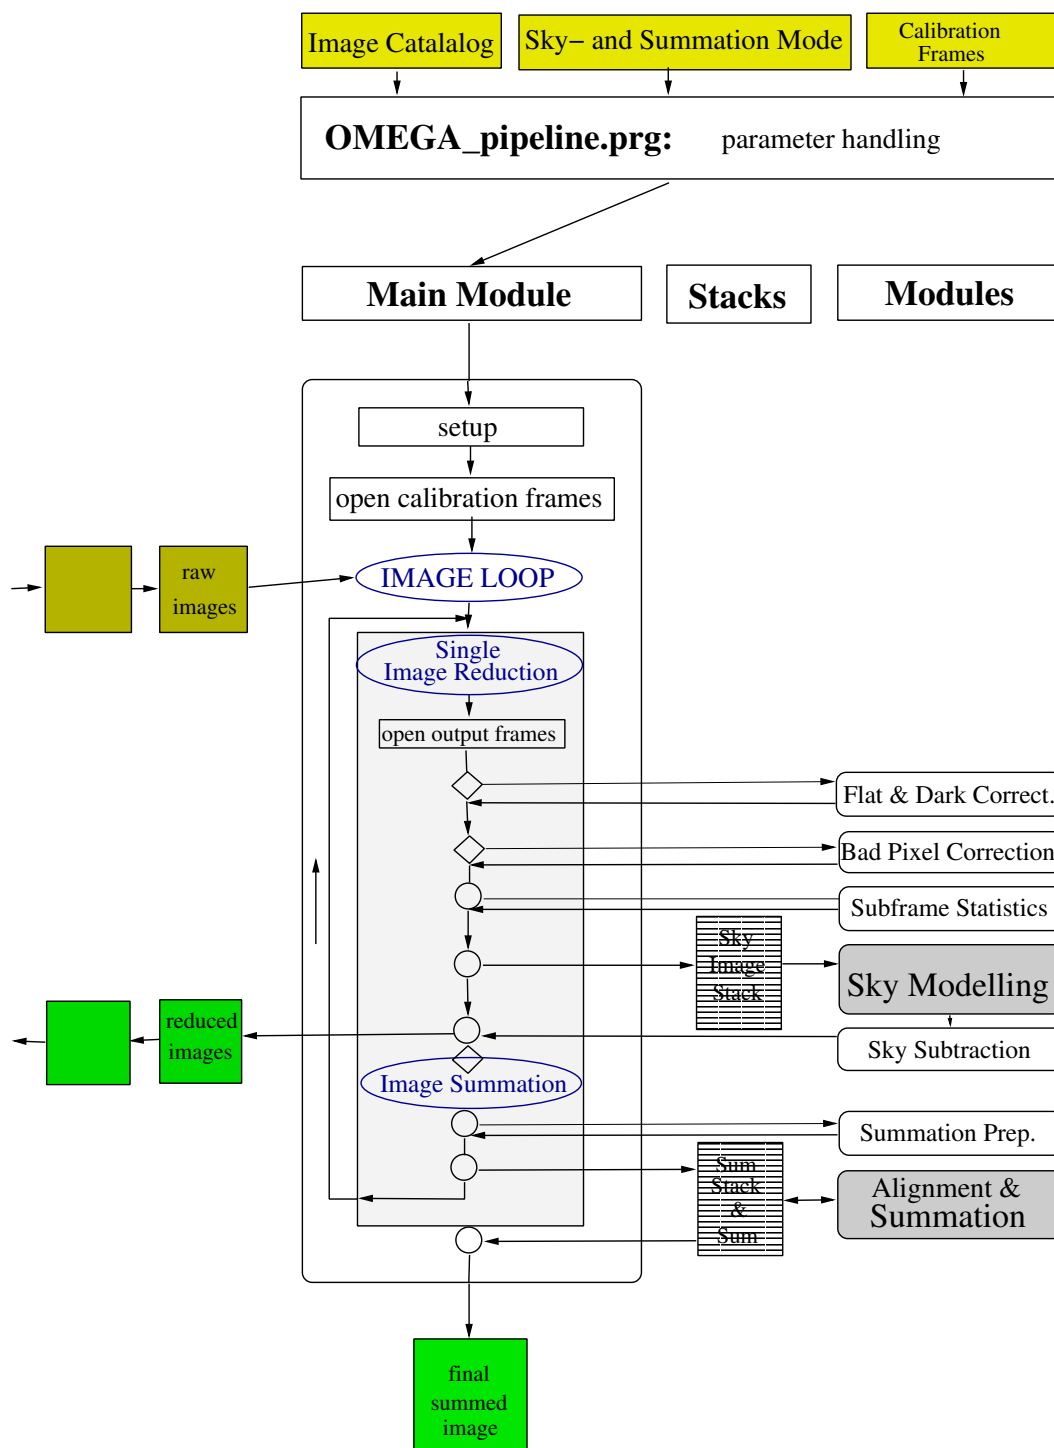 Image Catalalog
Sky– and Summation Mode
Calibration
Frames
OMEGA_pipeline.prg: parameter handling
Main Module
Stacks
Modules
setup
open calibration frames
raw
images
IMAGE LOOP
Single
Image Reduction
open output frames
Flat & Dark Correct.
Bad Pixel Correction
Subframe Statistics
Sky
Image
Stack
Sky Modelling
reduced
images
Sky Subtraction
Image Summation
Summation Prep.
Sum
Stack
&
Sum
Alignment &
Summation
final
summed
image